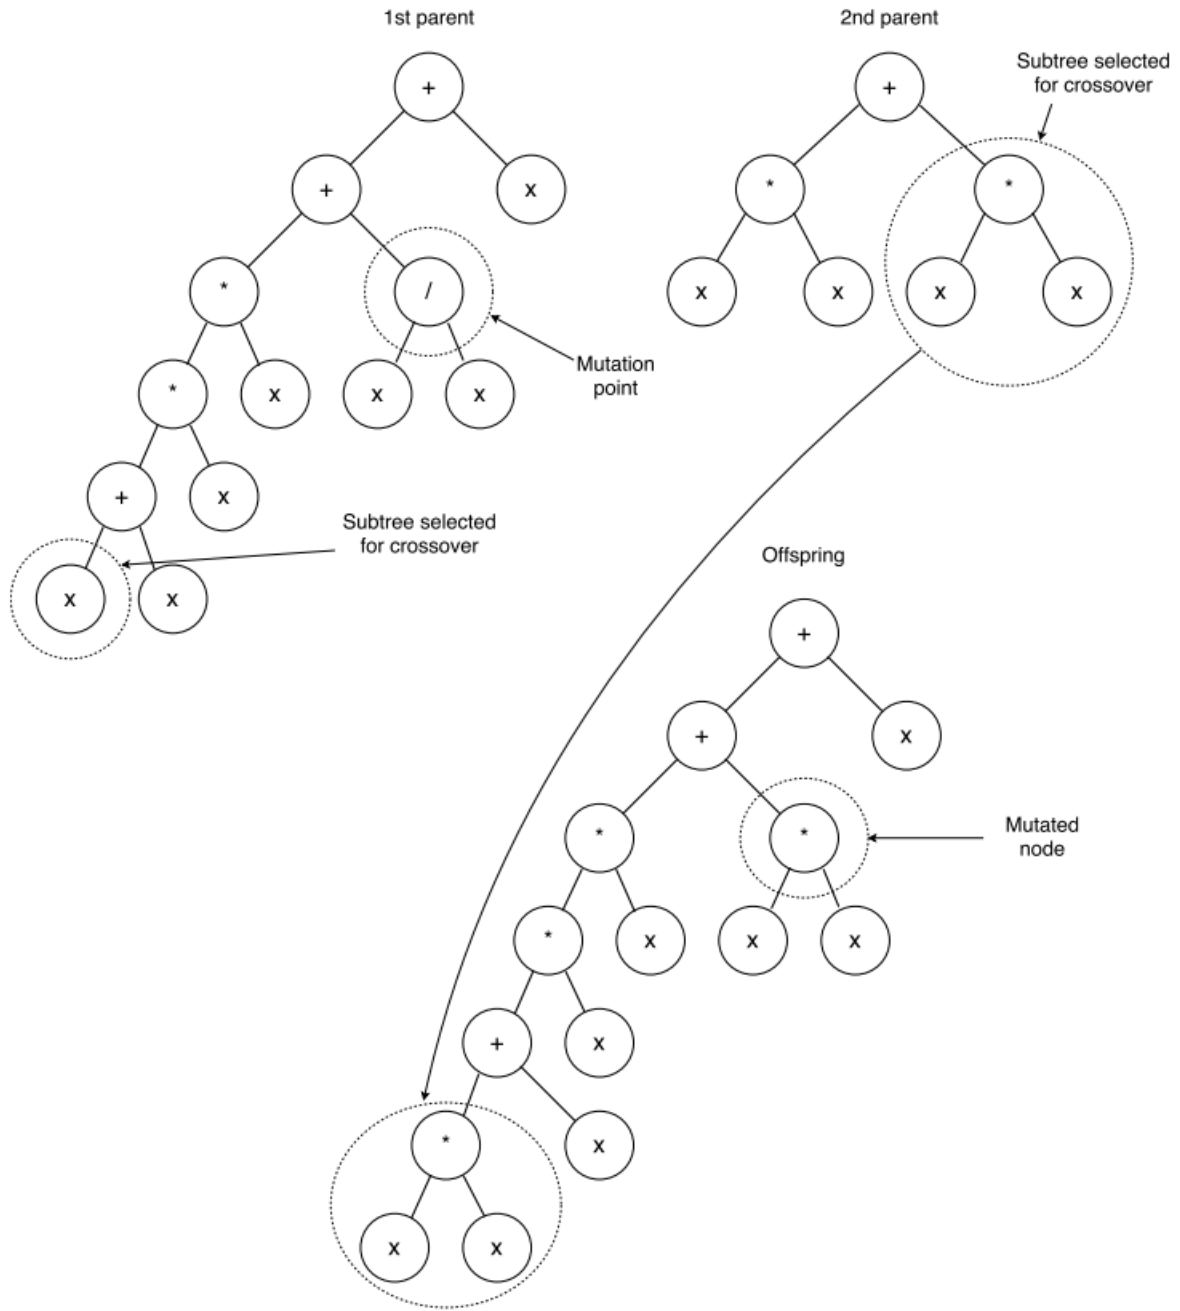 1st parent
2nd parent
Subtree selected
for crossover
+
+
+
x
*
*
*
/
x
x
x
x
*
x
x
x
Mutation
point
+
x
Subtree selected
for crossover
x
x
Offspring
+
+
x
*
*
Mutated
node
*
x
x
x
+
x
*
x
x
x